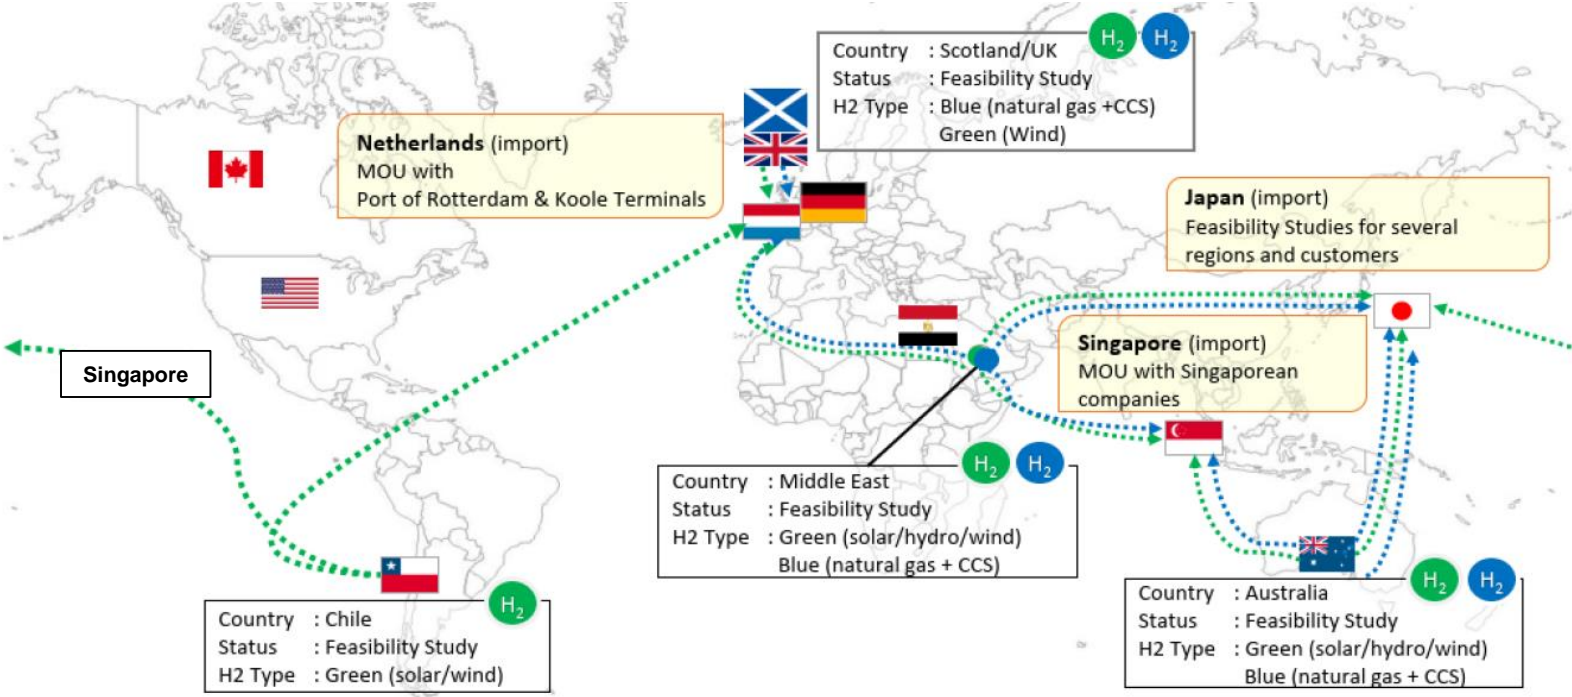 H2 H2
Country : Scotland/UK
Status : Feasibility Study
H2 Type : Blue (natural gas +CCS)
Green (Wind)
Netherlands (import)
MOU with
Port of Rotterdam & Koole Terminals
Japan (import)
Feasibility Studies for several
regions and customers
Singapore (import)
MOU with Singaporean
companies
Singapore
H2 H2
Country : Middle East
Status : Feasibility Study
H2 Type : Green (solar/hydro/wind)
Blue (natural gas + CCS)
H2
Country : Chile
Status : Feasibility Study
H2 Type : Green (solar/wind)
H2 H2
Country : Australia
Status : Feasibility Study
H2 Type : Green (solar/hydro/wind)
Blue (natural gas + CCS)